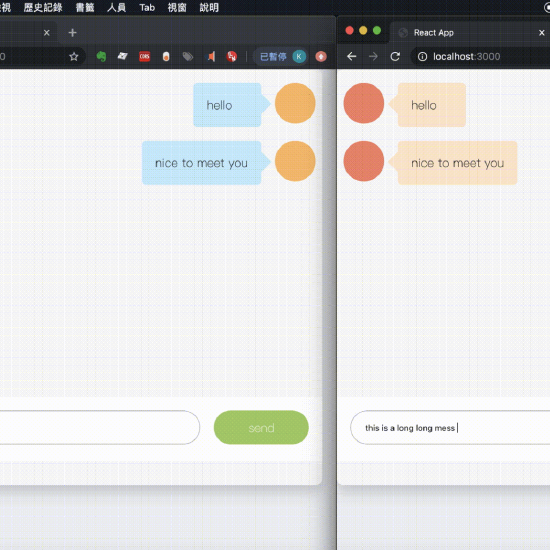 歷史記錄 書籤 人員 Tab 視窗 說明
已暫停 K
hello
nice to meet you
send
React App
localhost:3000
hello
nice to meet you
this is a long long mess